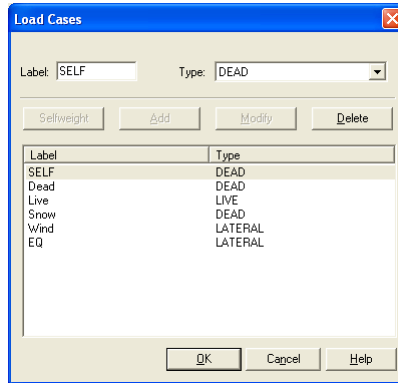 Load Cases
Label: SELF Type: DEAD
Selfweight Add Modify Delete
Label Type
SELF DEAD
Dead DEAD
Live LIVE
Snow DEAD
Wind LATERAL
EQ LATERAL
OK Cancel Help